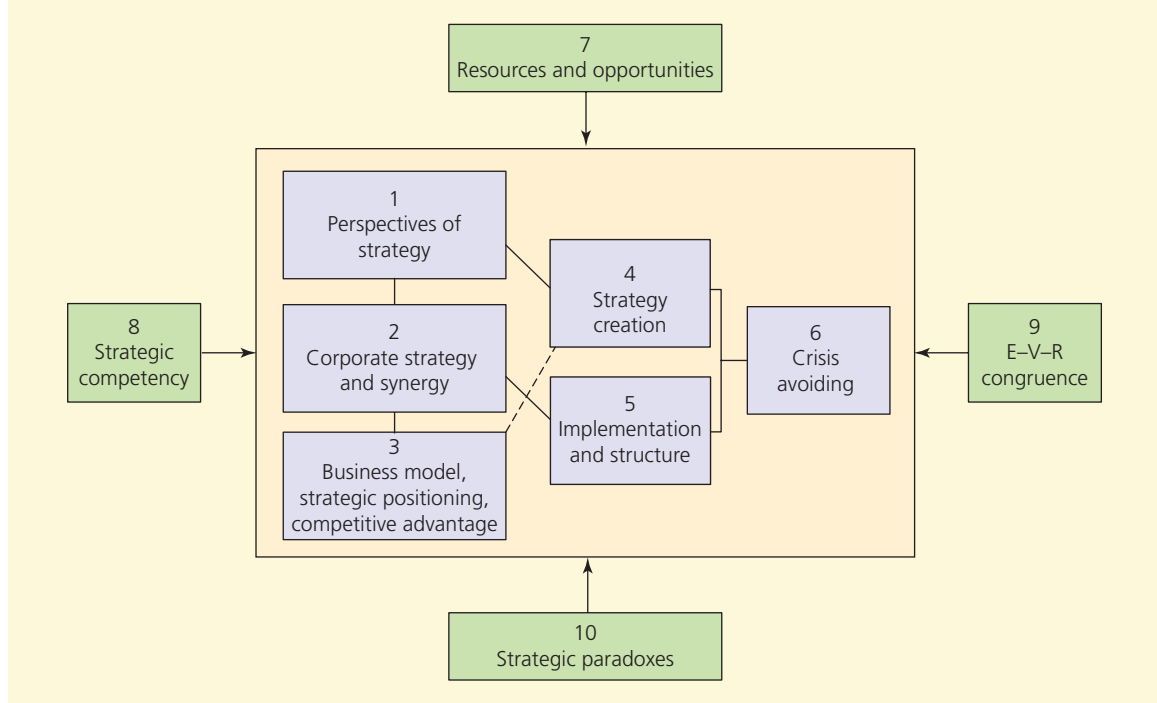 7
Resources and opportunities
1
Perspectives of
strategy
4
Strategy
creation
8
Strategic
competency
2
Corporate strategy
and synergy
6
Crisis
avoiding
9
E–V–R
congruence
5
Implementation
and structure
3
Business model,
strategic positioning,
competitive advantage
10
Strategic paradoxes